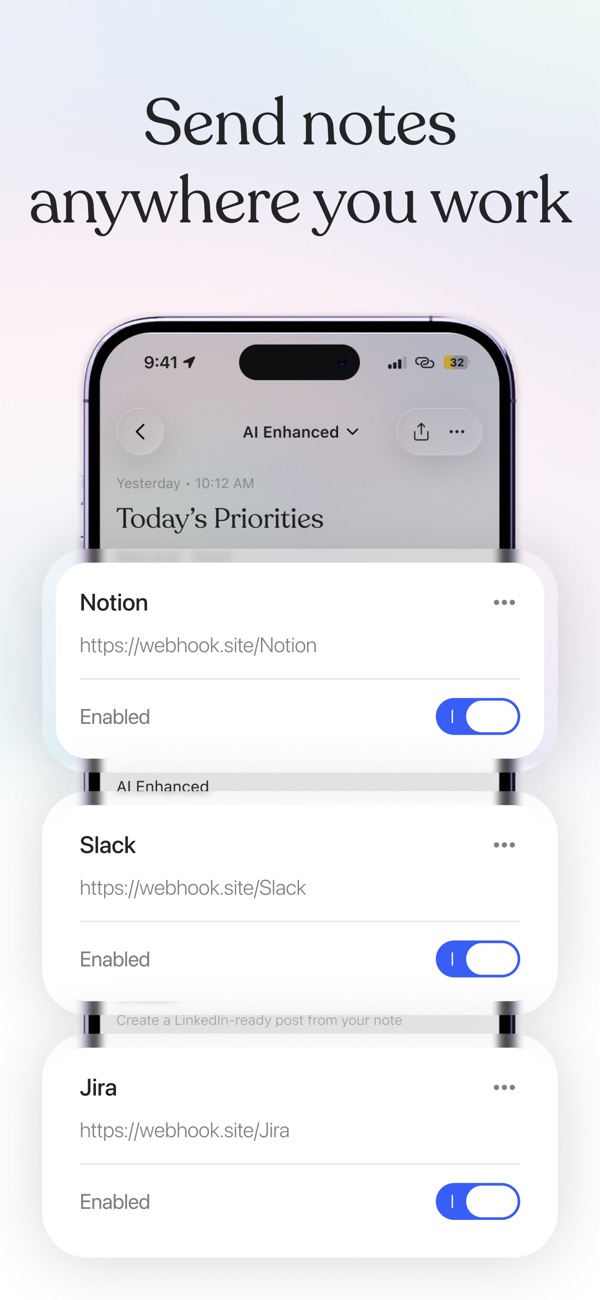 Send notes
anywhere you work
9:41
32
AI Enhanced
Yesterday • 10:12 AM
Today’s Priorities
Notion
https://webhook.site/Notion
Enabled
AI Enhanced
Slack
https://webhook.site/Slack
Enabled
Create a LinkedIn-ready post from your note
Jira
https://webhook.site/Jira
Enabled